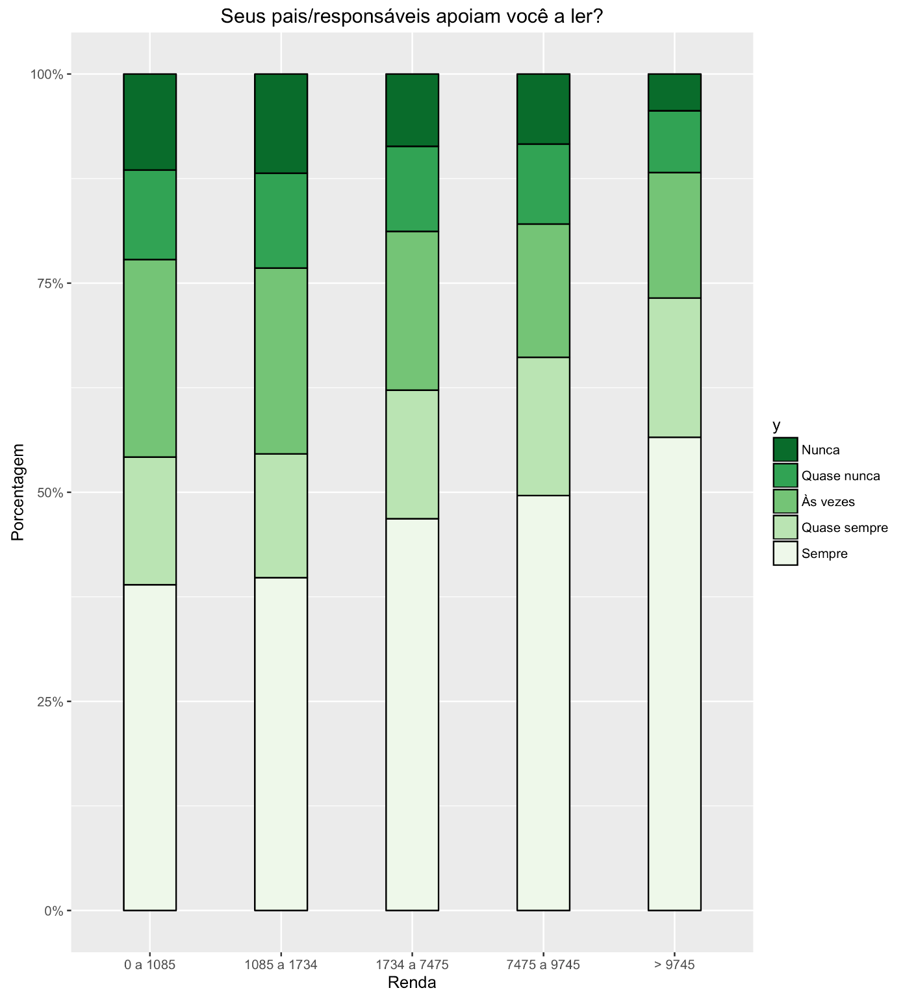 Seus pais/responsáveis apoiam você a ler?
100%
75%
50%
25%
0%
Porcentagem
0 a 1085
1085 a 1734
1734 a 7475
7475 a 9745
> 9745
Renda
y
Nunca
Quase nunca
Às vezes
Quase sempre
Sempre